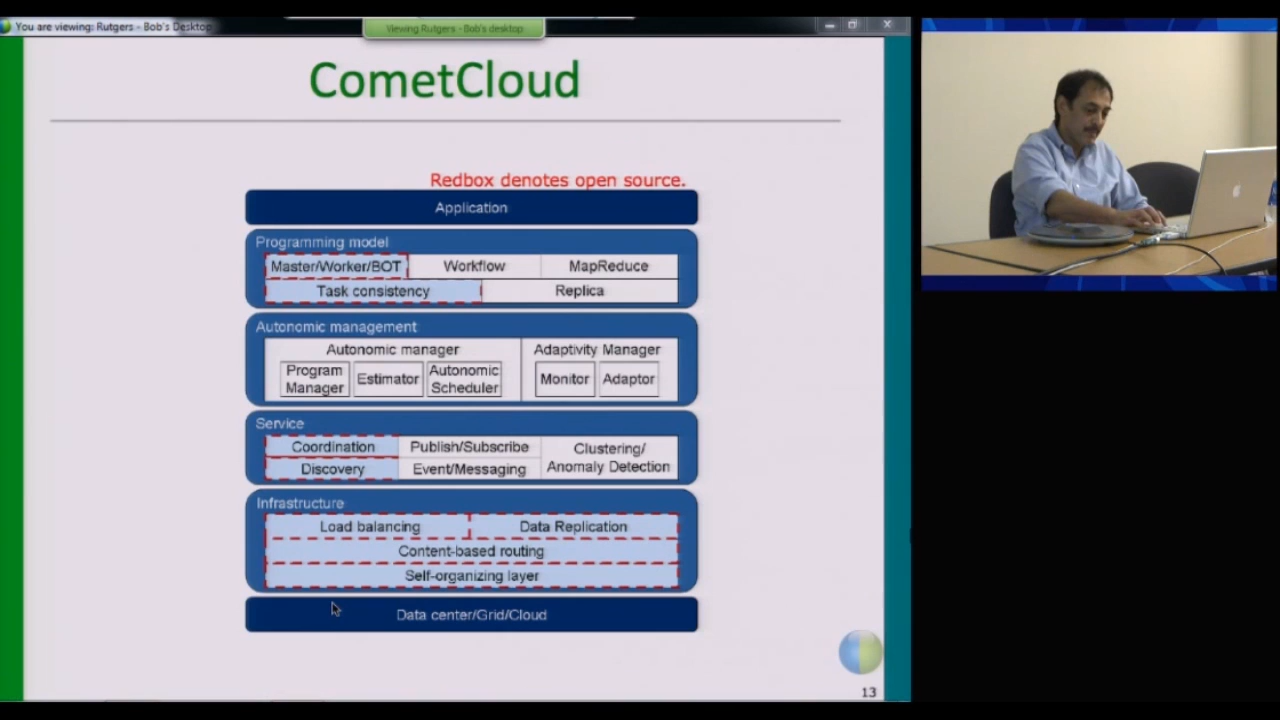 You are viewing: Rutgers - Bob's Desktop
Viewing Rutgers - Bob's desktop
CometCloud
Redbox denotes open source.
Application
Programming model
Master/Worker/BOT Workflow MapReduce
Task consistency Replica
Autonomic management
Autonomic manager Adaptivity Manager
Program Manager Estimator Autonomic Scheduler Monitor Adaptor
Service
Coordination Publish/Subscribe Clustering/
Discovery Event/Messaging Anomaly Detection
Infrastructure
Load balancing Data Replication
Content-based routing
Self-organizing layer
Data center/Grid/Cloud
13